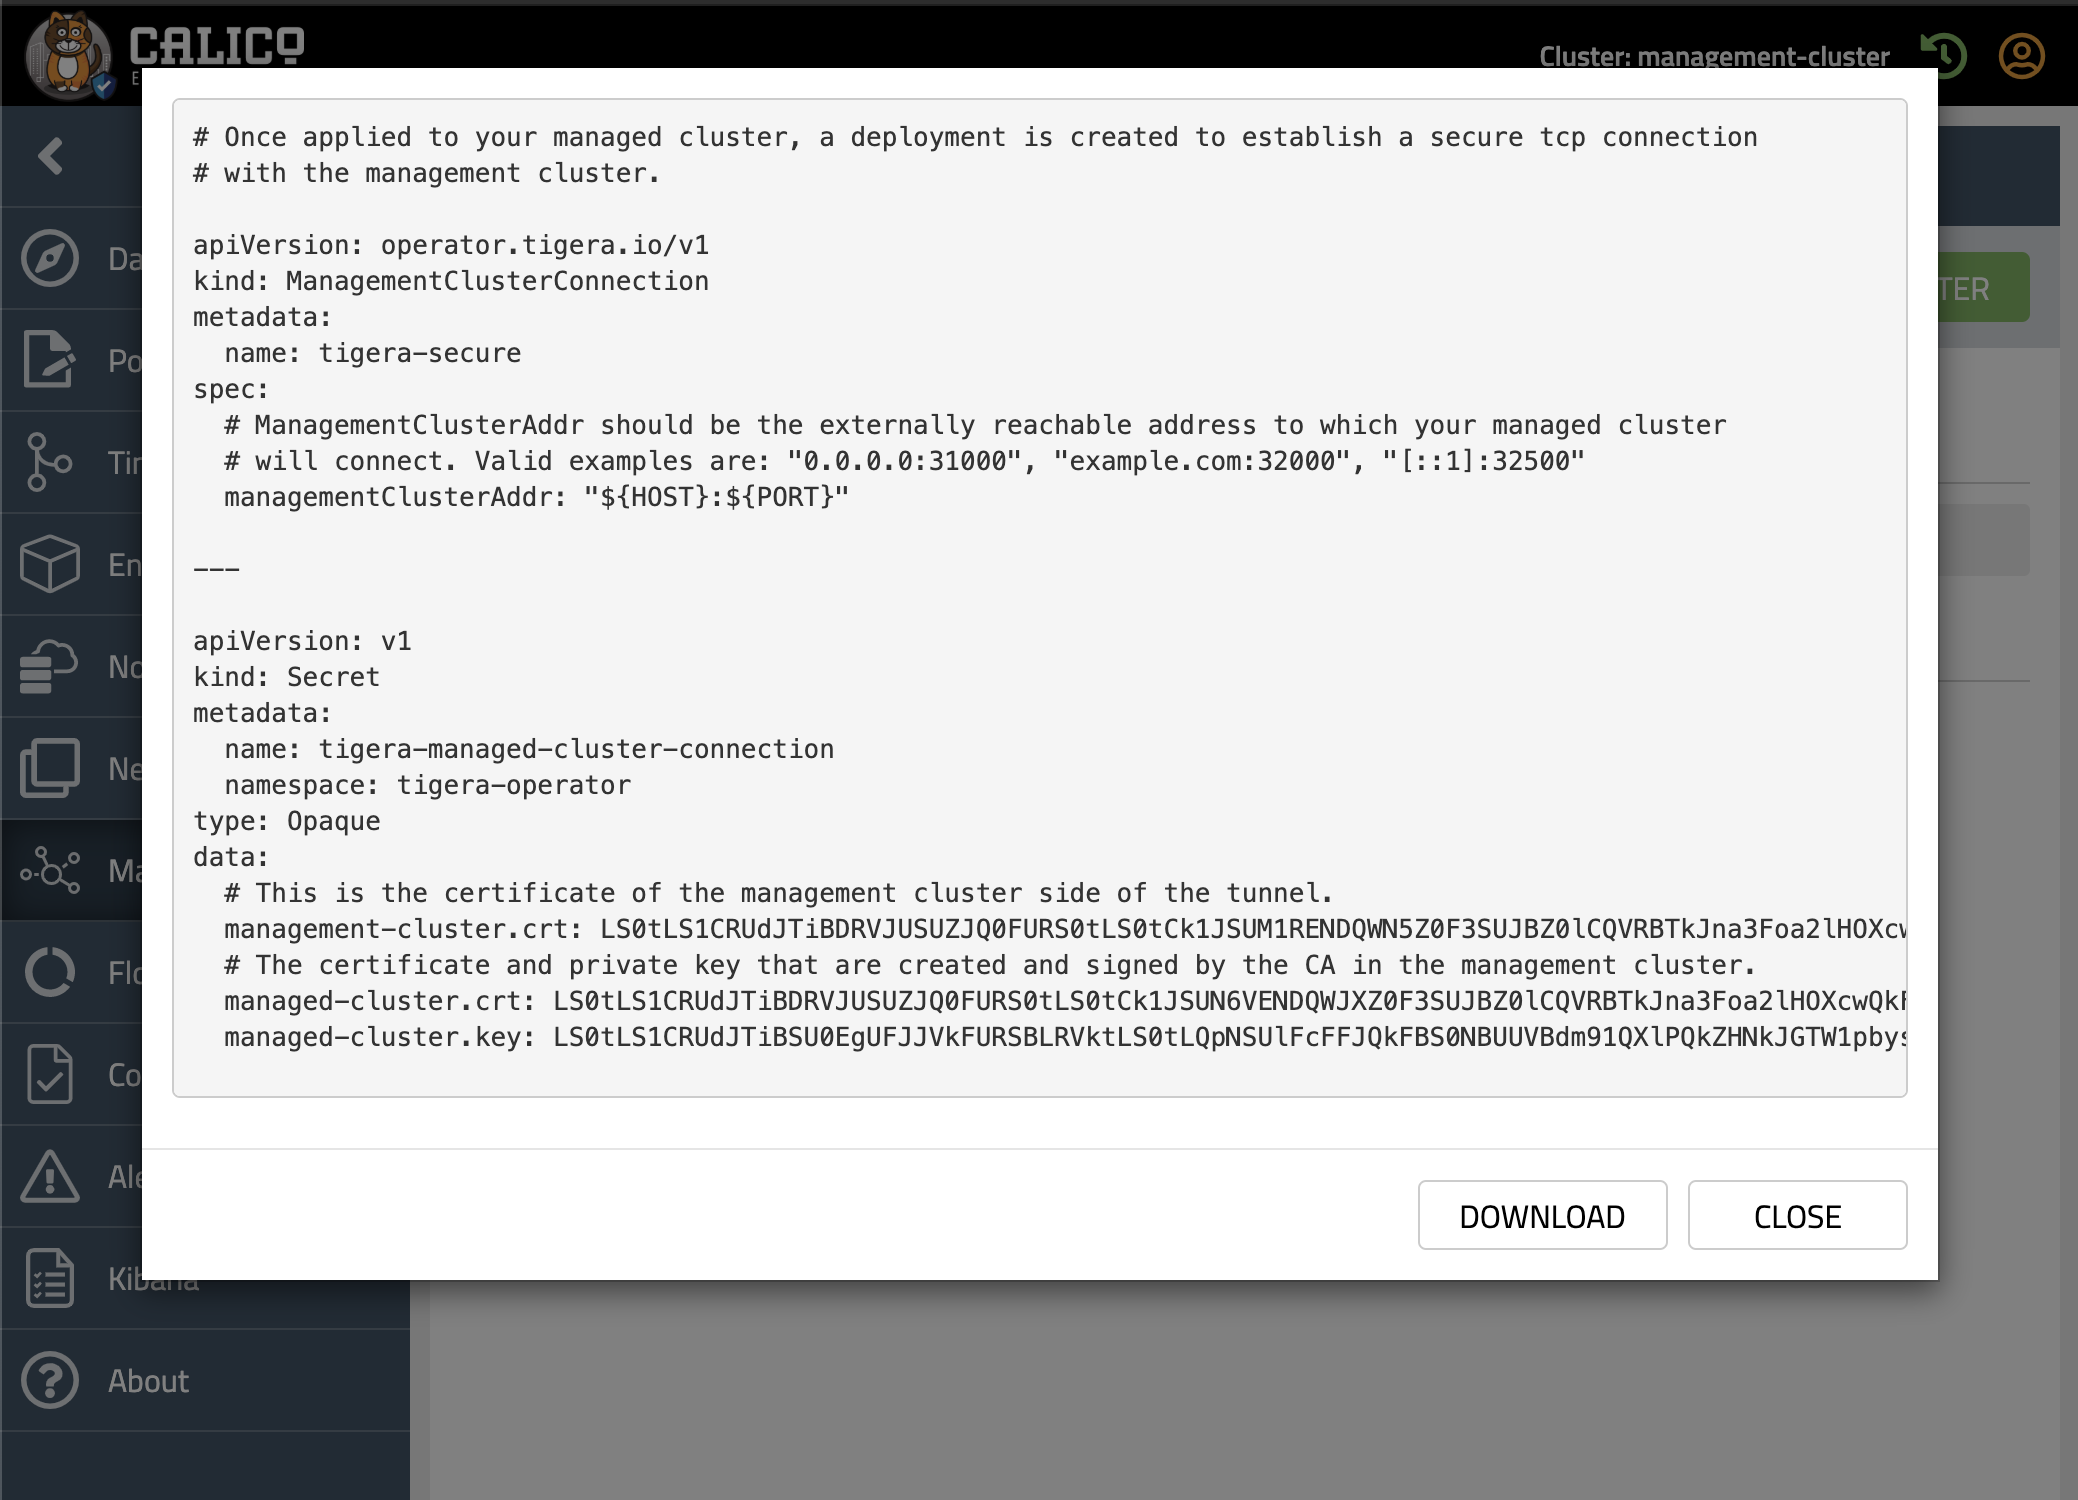 CALICO
Cluster: management-cluster
# Once applied to your managed cluster, a deployment is created to establish a secure tcp connection
# with the management cluster.
apiVersion: operator.tigera.io/v1
kind: ManagementClusterConnection
metadata:
  name: tigera-secure
spec:
  # ManagementClusterAddr should be the externally reachable address to which your managed cluster
  # will connect. Valid examples are: "0.0.0.0:31000", "example.com:32000", "[::1]:32500"
  managementClusterAddr: "${HOST}:${PORT}"
---
apiVersion: v1
kind: Secret
metadata:
  name: tigera-managed-cluster-connection
  namespace: tigera-operator
type: Opaque
data:
  # This is the certificate of the management cluster side of the tunnel.
  management-cluster.crt: LS0tLS1CRUdJTiBDRVJUSUZJQ0FURS0tLS0tCk1JSUM1RENDQWN5Z0F3SUJBZ0lCQVRBTkJna3Foa2lHOXcw
  # The certificate and private key that are created and signed by the CA in the management cluster.
  managed-cluster.crt: LS0tLS1CRUdJTiBDRVJUSUZJQ0FURS0tLS0tCk1JSUN6VENDQWJXZ0F3SUJBZ0lCQVRBTkJna3Foa2lHOXcwQk
  managed-cluster.key: LS0tLS1CRUdJTiBSU0EgUFJJVkFURSBLRVktLS0tLQpNSUlFcFFJQkFBS0NBUUVBdm91QXlPQkZHNkJGTW1pbys
DOWNLOAD
CLOSE
TER
Da
Po
Tim
En
No
Ne
Ma
Flo
Co
Ale
Kibana
About